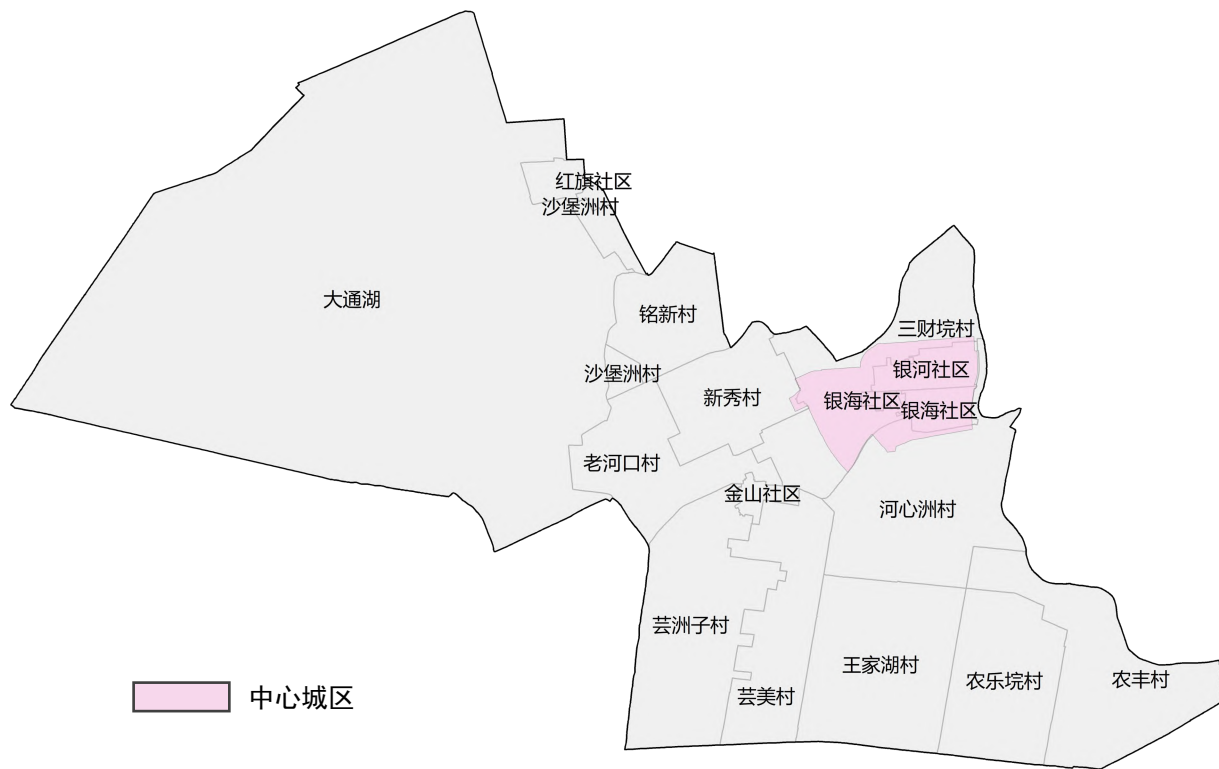 红旗社区
沙堡洲村
大通湖
铭新村
三财垸村
银河社区
沙堡洲村
新秀村
银海社区
银海社区
老河口村
金山社区
河心洲村
芸洲子村
王家湖村
农乐垸村
农丰村
芸美村
中心城区